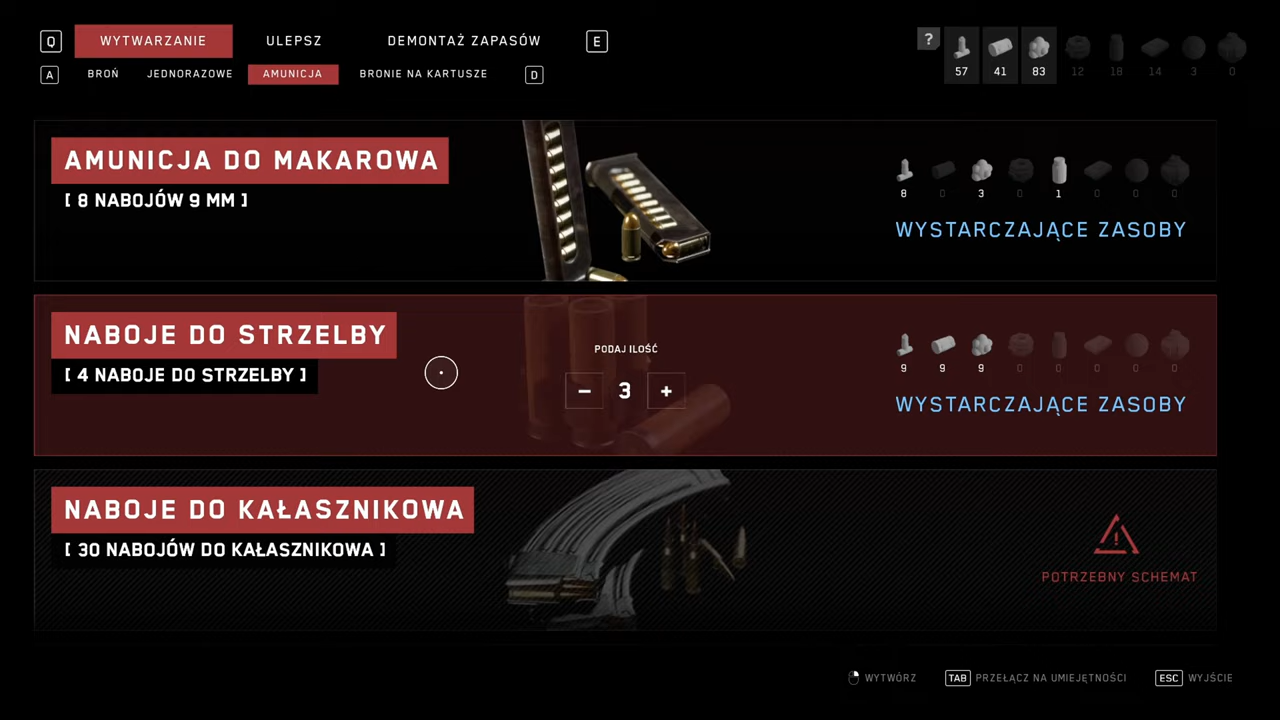 Q WYTWARZANIE ULEPSZ DEMONTAŻ ZAPASÓW E
A BROŃ JEDNORAZOWE AMUNICJA BRONIE NA KARTUSZE D
?
57 41 83 12 18 14 3 0
AMUNICJA DO MAKAROWA
[ 8 NABOJÓW 9 MM ]
8 0 3 0 1 0 0 0
WYSTARCZAJĄCE ZASOBY
NABOJE DO STRZELBY
[ 4 NABOJE DO STRZELBY ]
PODAJ ILOŚĆ
− 3 +
9 9 9 0 0 0 0 0
WYSTARCZAJĄCE ZASOBY
NABOJE DO KAŁASZNIKOWA
[ 30 NABOJÓW DO KAŁASZNIKOWA ]
!
POTRZEBNY SCHEMAT
WYTWÓRZ TAB PRZEŁĄCZ NA UMIEJĘTNOŚCI ESC WYJŚCIE